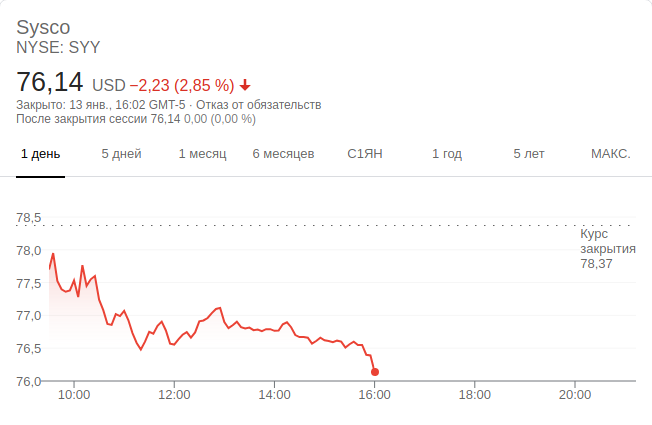 Sysco
NYSE: SYY
76,14 USD −2,23 (2,85 %)
Закрыто: 13 янв., 16:02 GMT-5 · Отказ от обязательств
После закрытия сессии 76,14 0,00 (0,00 %)
1 день 5 дней 1 месяц 6 месяцев С1ЯН 1 год 5 лет МАКС.
78,5
Курс
закрытия
78,37
78,0
77,5
77,0
76,5
76,0
10:00 12:00 14:00 16:00 18:00 20:00